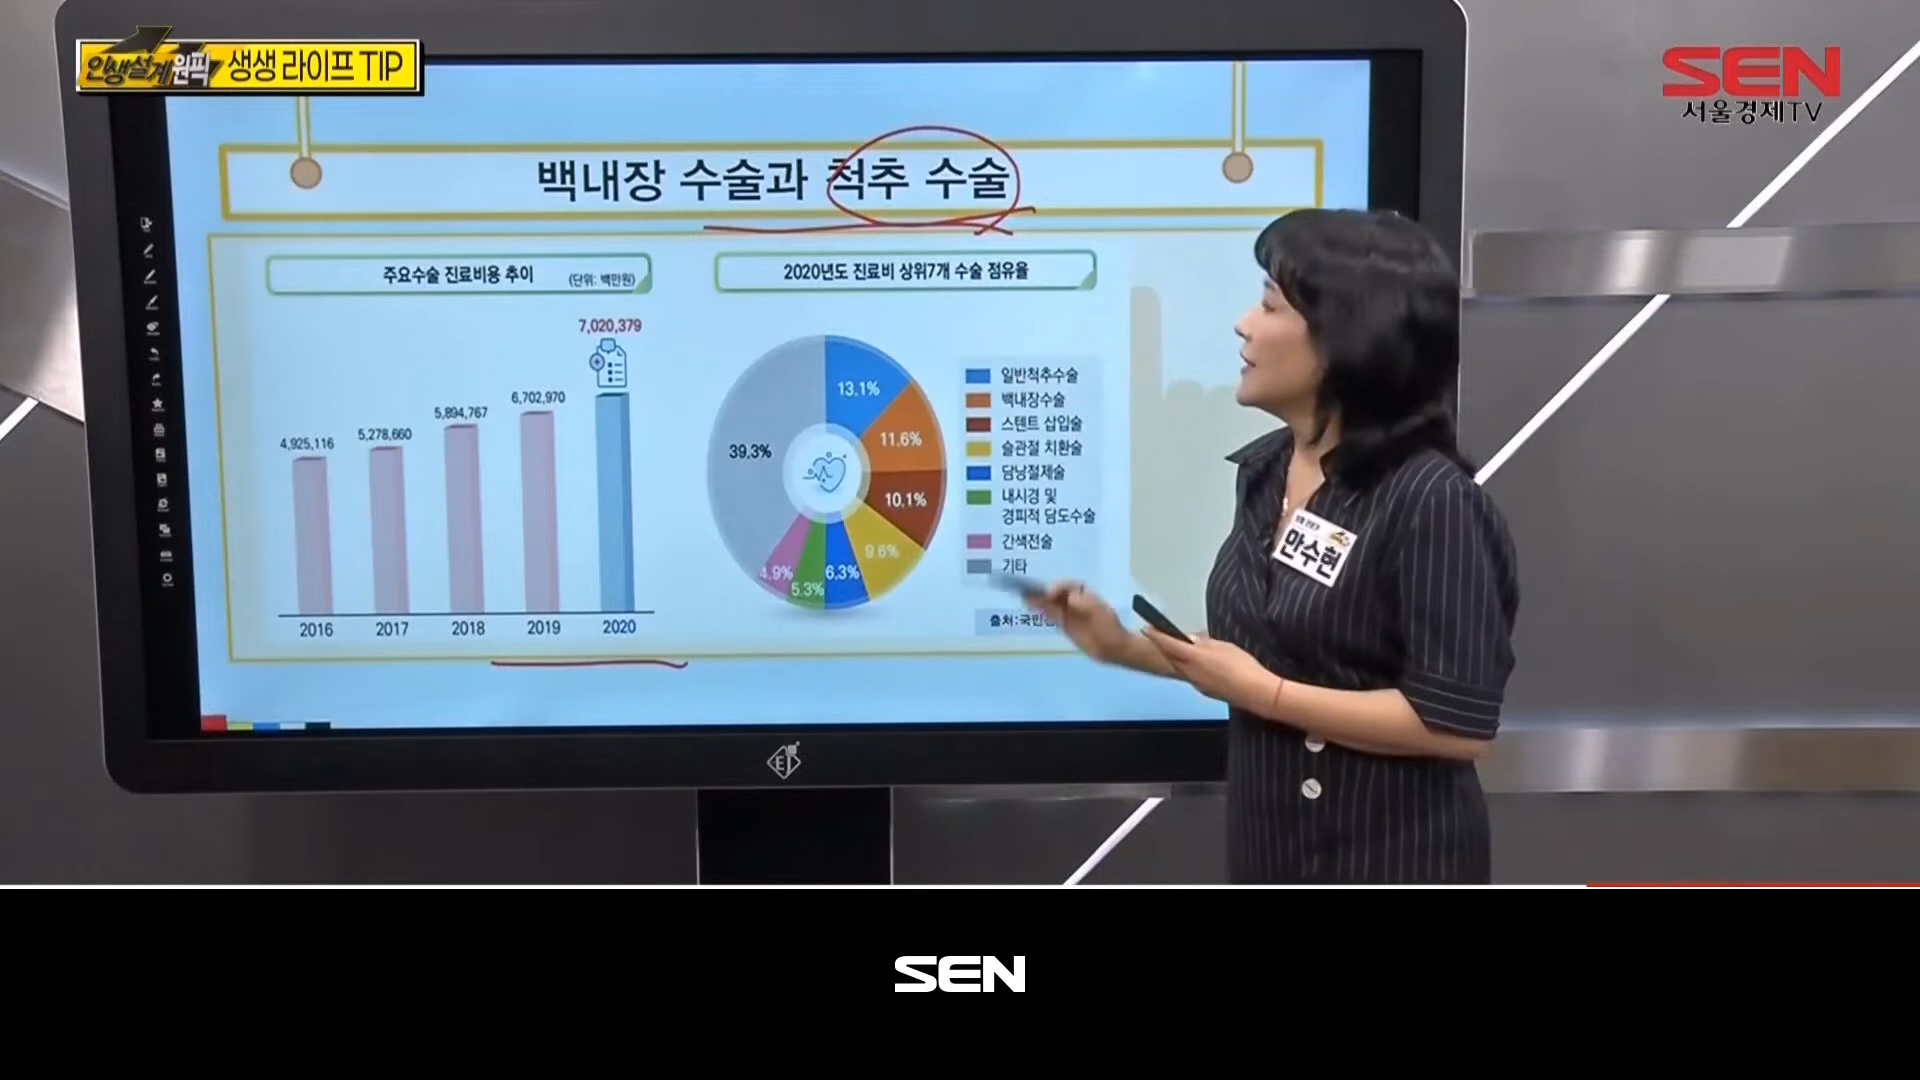 인생설계원픽 생생 라이프 TIP
SEN
서울경제TV
백내장 수술과 척추 수술
주요수술 진료비용 추이 (단위: 백만원)
7,020,379
6,702,970
5,894,767
5,278,660
4,925,116
2016 2017 2018 2019 2020
2020년도 진료비 상위7개 수술 점유율
13.1%
11.6%
10.1%
9.6%
6.3%
5.3%
4.9%
39.3%
일반척추수술
백내장수술
스텐트 삽입술
슬관절 치환술
담낭절제술
내시경 및
경피적 담도수술
간색전술
기타
출처:국민
안수현
SEN